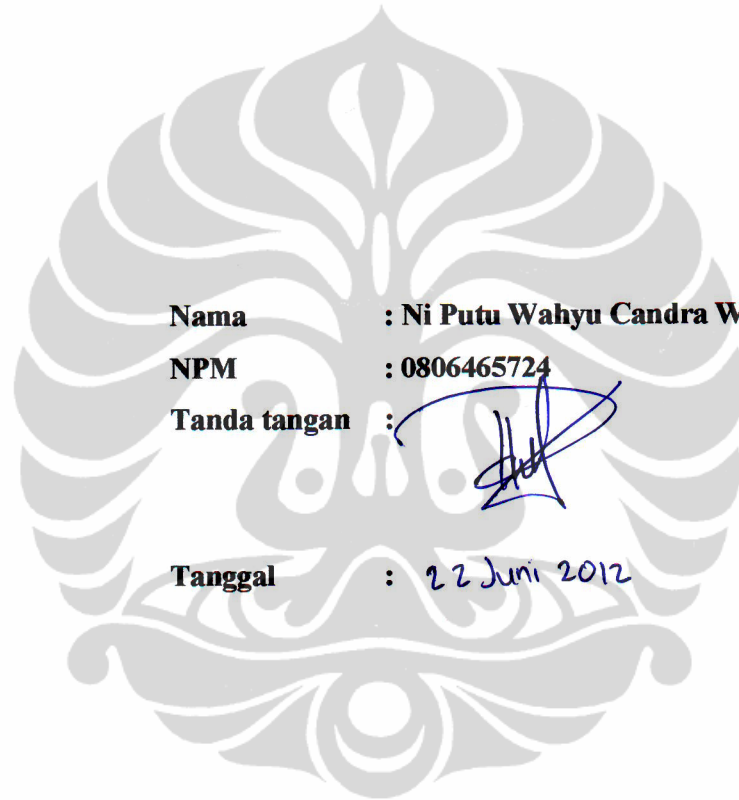 Nama : Ni Putu Wahyu Candra W
NPM : 0806465724
Tanda tangan :
Tanggal : 22 Juni 2012